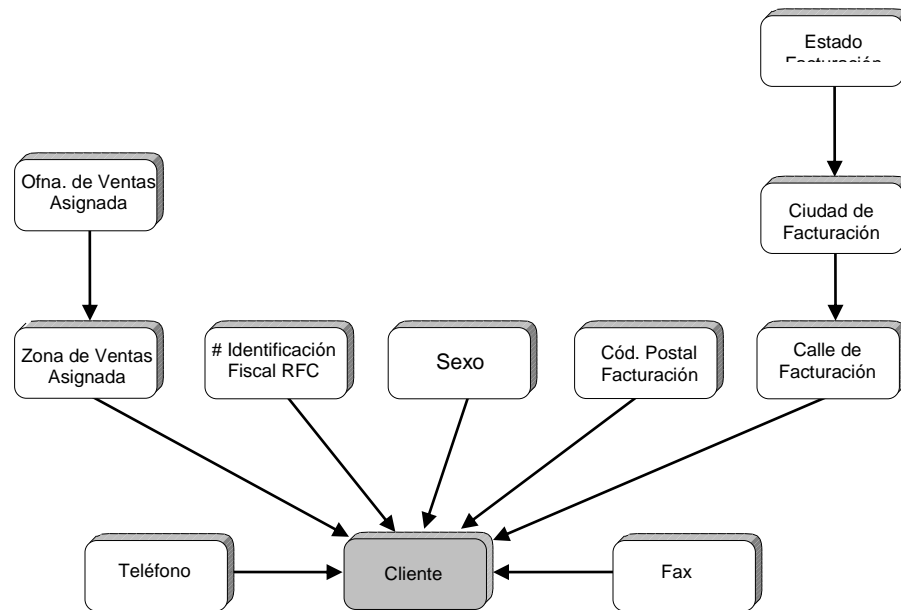 Estado
Facturación
Ofna. de Ventas
Asignada
Ciudad de
Facturación
Zona de Ventas
Asignada
# Identificación
Fiscal RFC
Sexo
Cód. Postal
Facturación
Calle de
Facturación
Teléfono
Cliente
Fax